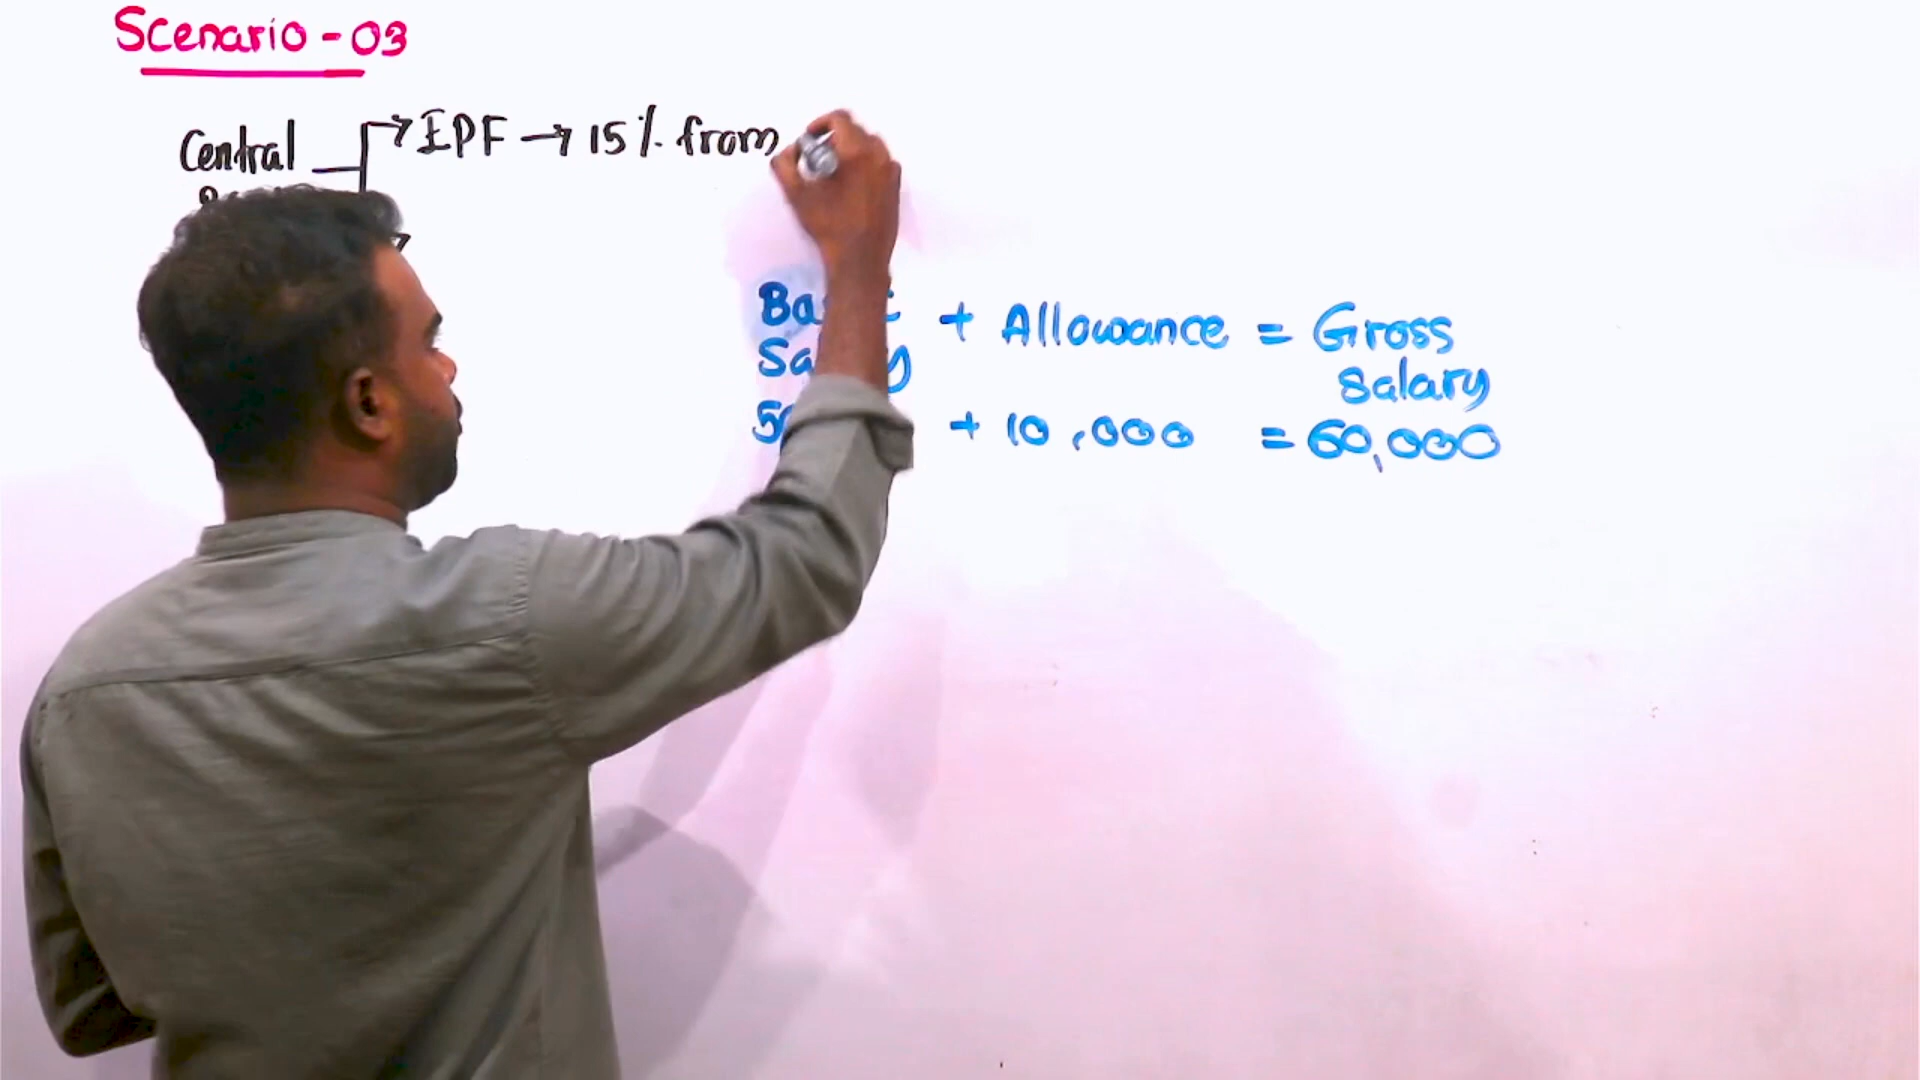 Scenario - 03
Central
→ EPF → 15% from
+ Allowance = Gross
Salary
+ 10,000 = 60,000